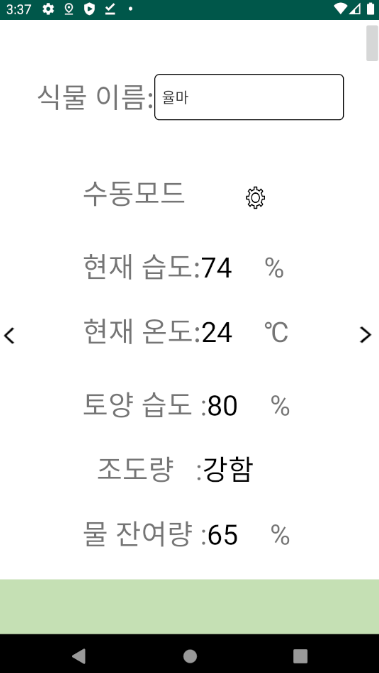 3:37
식물 이름: 율마
수동모드
현재 습도:74 %
현재 온도:24 ℃
토양 습도 :80 %
조도량 :강함
물 잔여량 :65 %